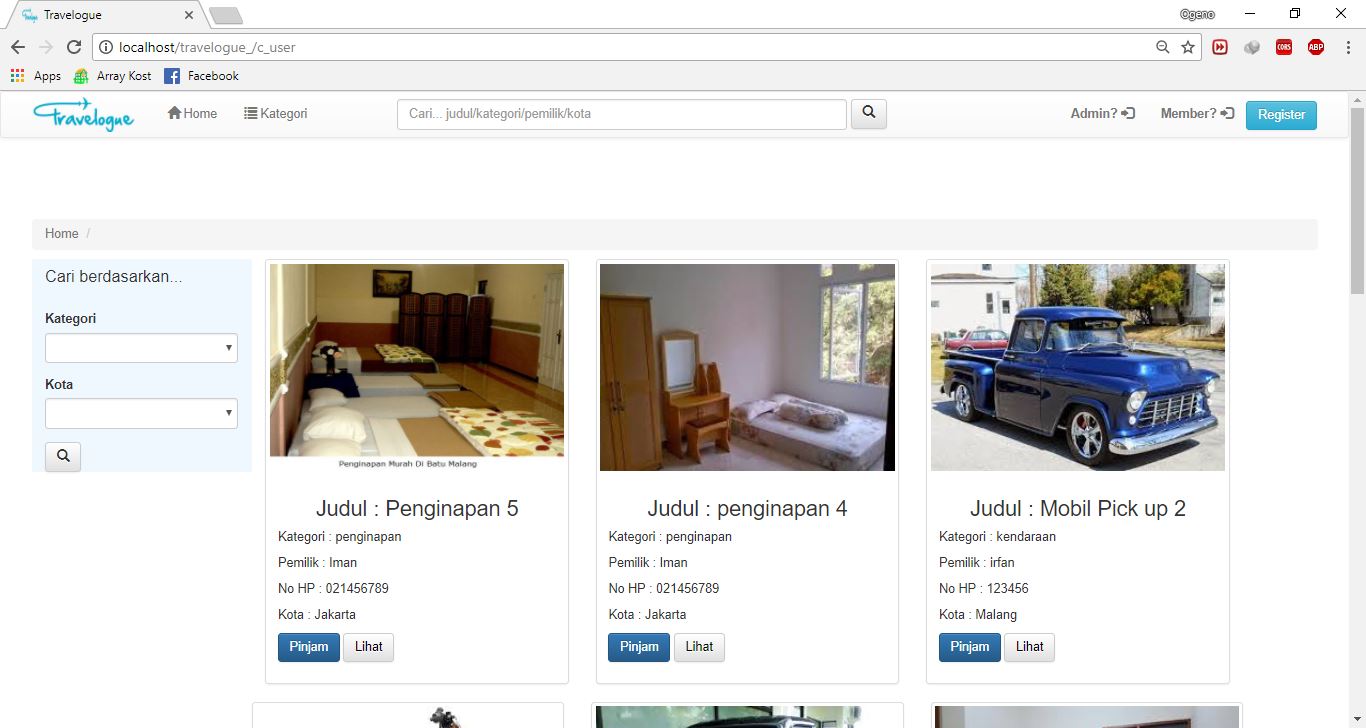 Travelogue
Ogeno
localhost/travelogue_/c_user
CORS
ABP
Apps
Array Kost
Facebook
Travelogue
Home
Kategori
Cari... judul/kategori/pemilik/kota
Admin?
Member?
Register
Home /
Cari berdasarkan...
Kategori
Kota
Penginapan Murah Di Batu Malang
Judul : Penginapan 5
Kategori : penginapan
Pemilik : Iman
No HP : 021456789
Kota : Jakarta
Pinjam Lihat
Judul : penginapan 4
Kategori : penginapan
Pemilik : Iman
No HP : 021456789
Kota : Jakarta
Pinjam Lihat
Judul : Mobil Pick up 2
Kategori : kendaraan
Pemilik : irfan
No HP : 123456
Kota : Malang
Pinjam Lihat